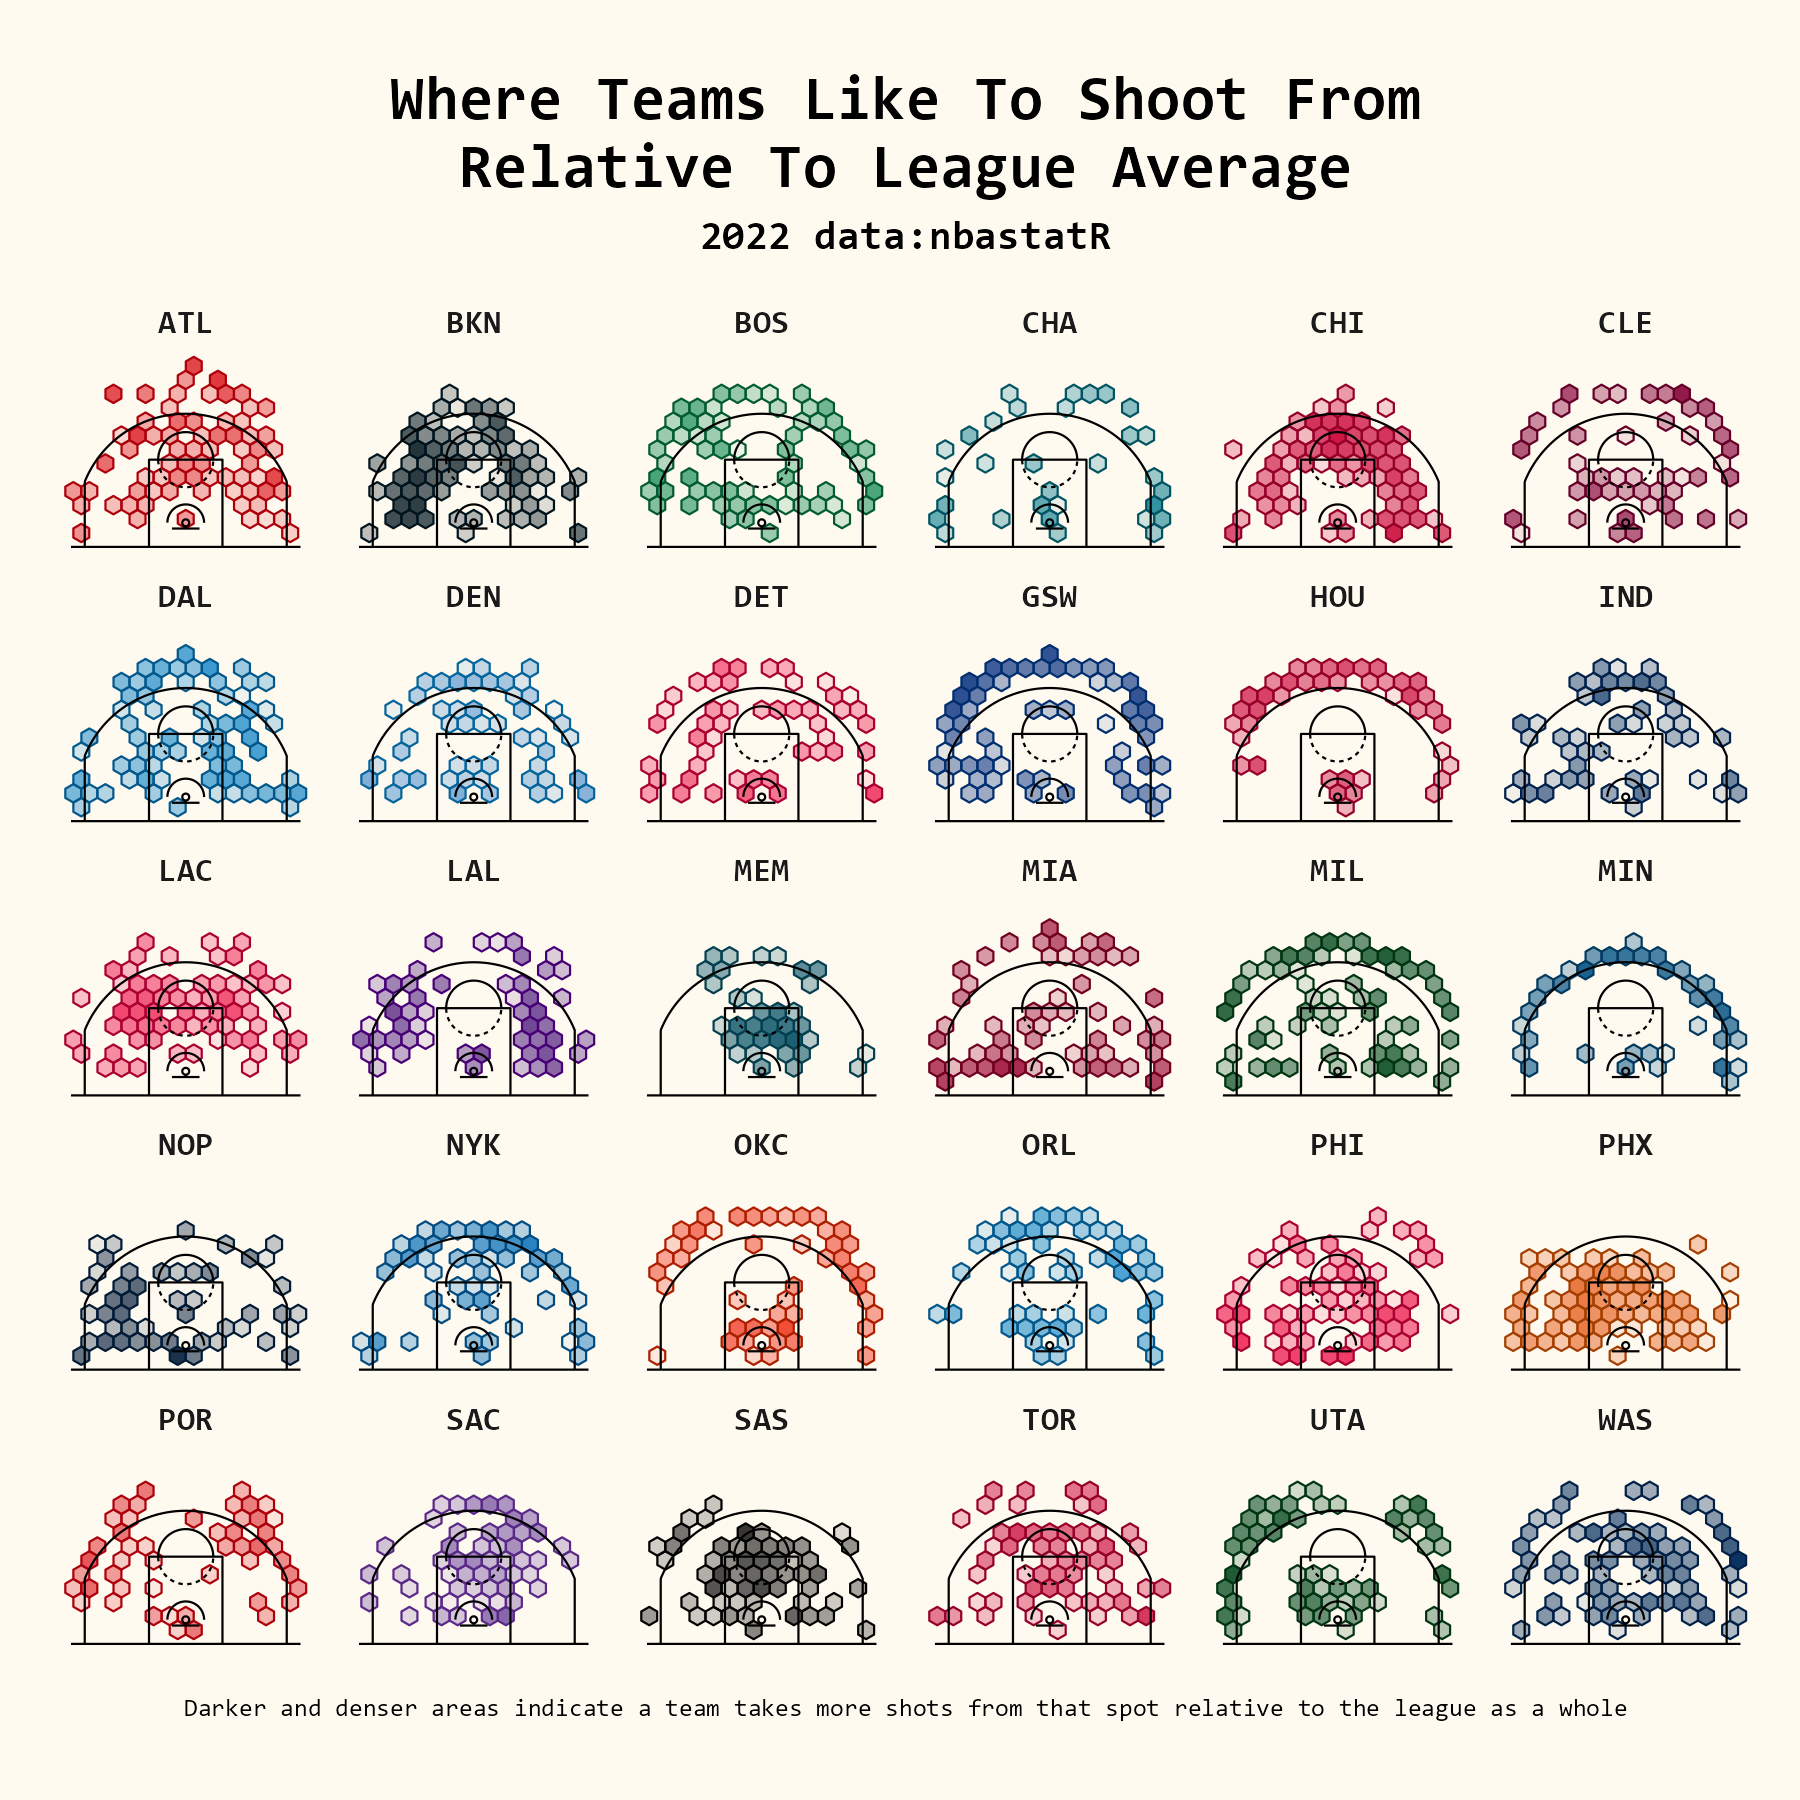 Where Teams Like To Shoot From
Relative To League Average
2022 data:nbastatR
ATL BKN BOS CHA CHI CLE
DAL DEN DET GSW HOU IND
LAC LAL MEM MIA MIL MIN
NOP NYK OKC ORL PHI PHX
POR SAC SAS TOR UTA WAS
Darker and denser areas indicate a team takes more shots from that spot relative to the league as a whole